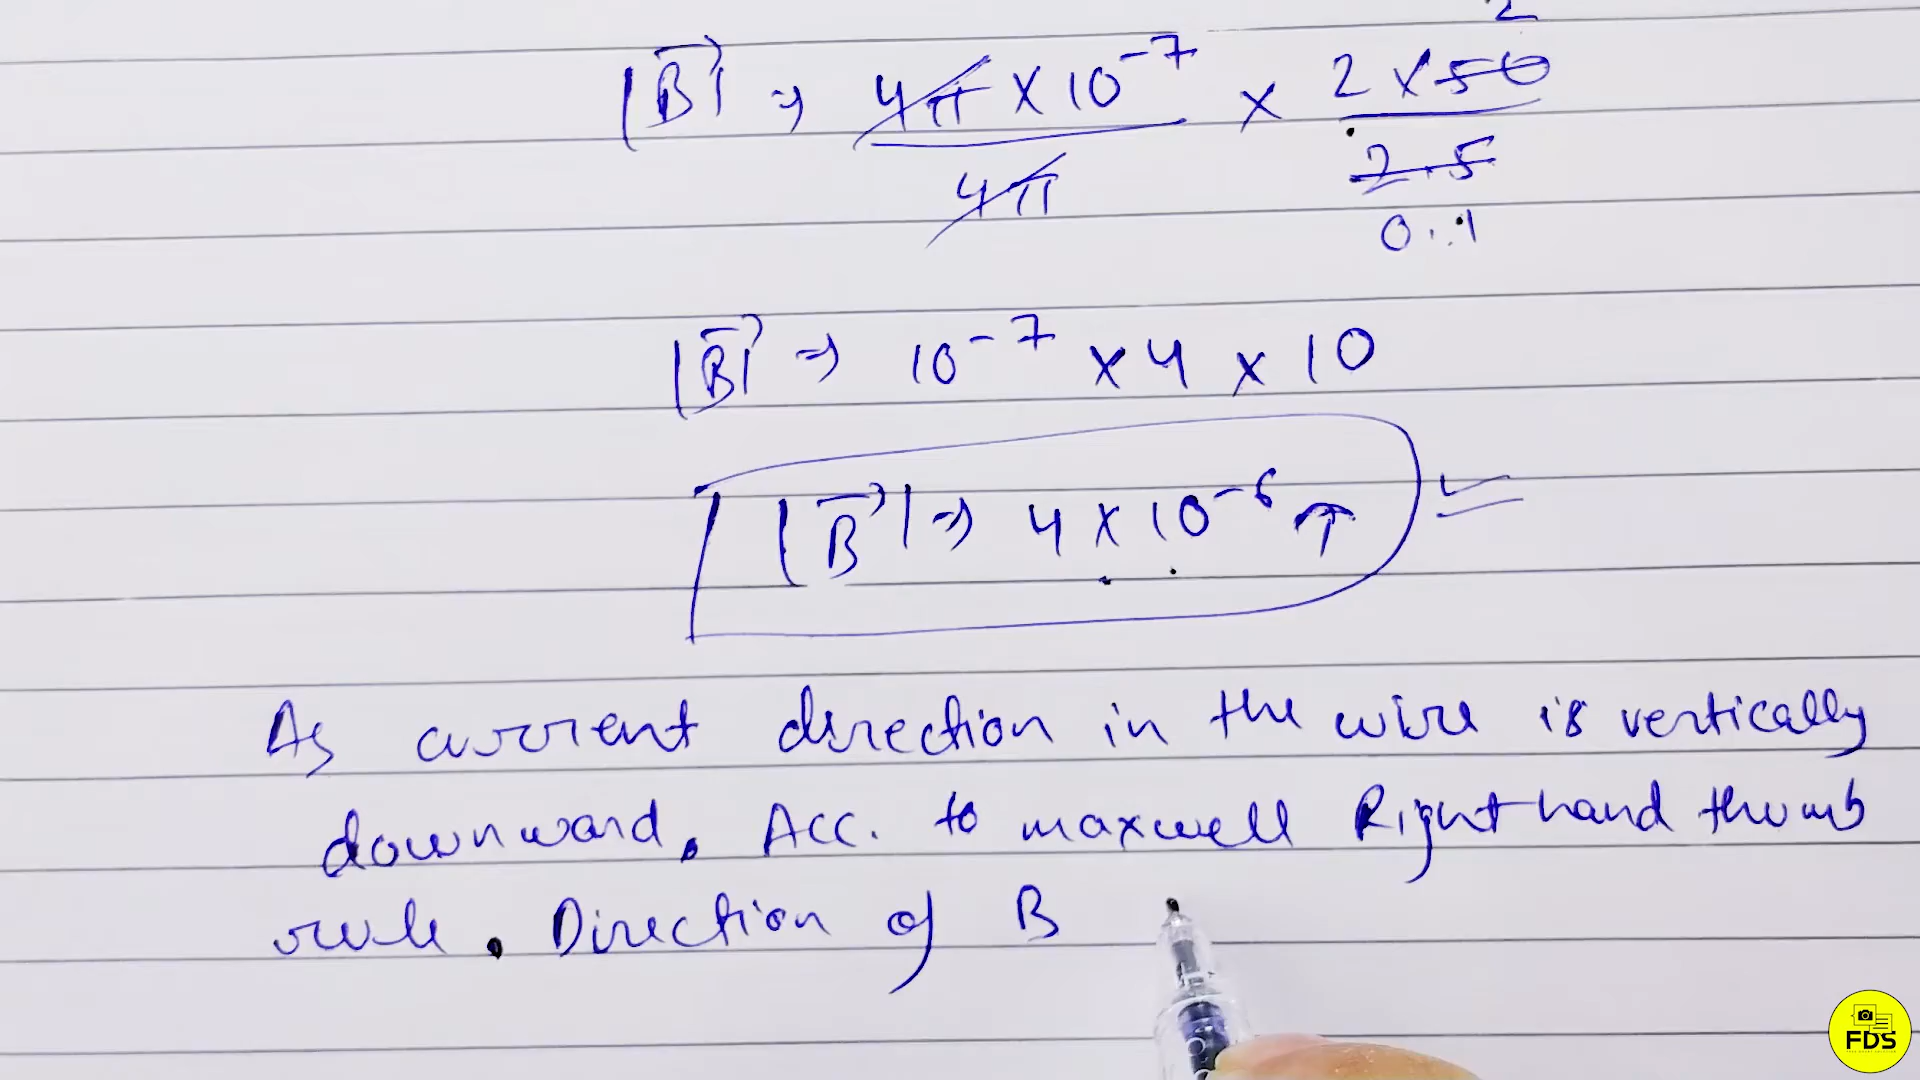 2
|B⃗| ⇒ 4π × 10⁻⁷ × 2 × 50
4π 2.5
0.1
|B⃗| ⇒ 10⁻⁷ × 4 × 10
|B⃗| ⇒ 4 × 10⁻⁶ T
As current direction in the wire is vertically
downward. Acc. to maxwell Right hand thumb
rule. Direction of B
FDS